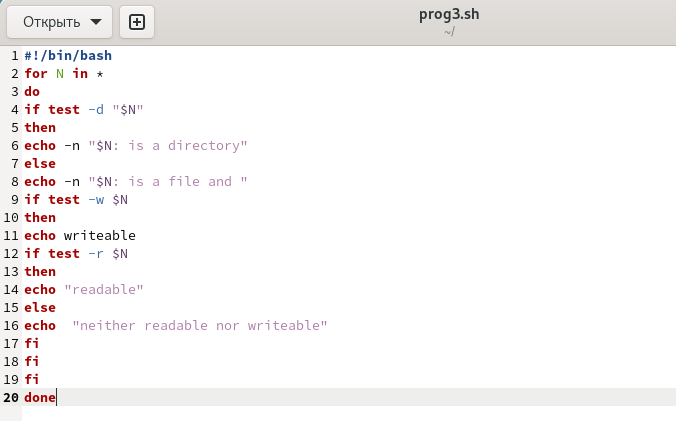 Открыть
prog3.sh
~/
1 #!/bin/bash
2 for N in *
3 do
4 if test -d "$N"
5 then
6 echo -n "$N: is a directory"
7 else
8 echo -n "$N: is a file and "
9 if test -w $N
10 then
11 echo writeable
12 if test -r $N
13 then
14 echo "readable"
15 else
16 echo  "neither readable nor writeable"
17 fi
18 fi
19 fi
20 done